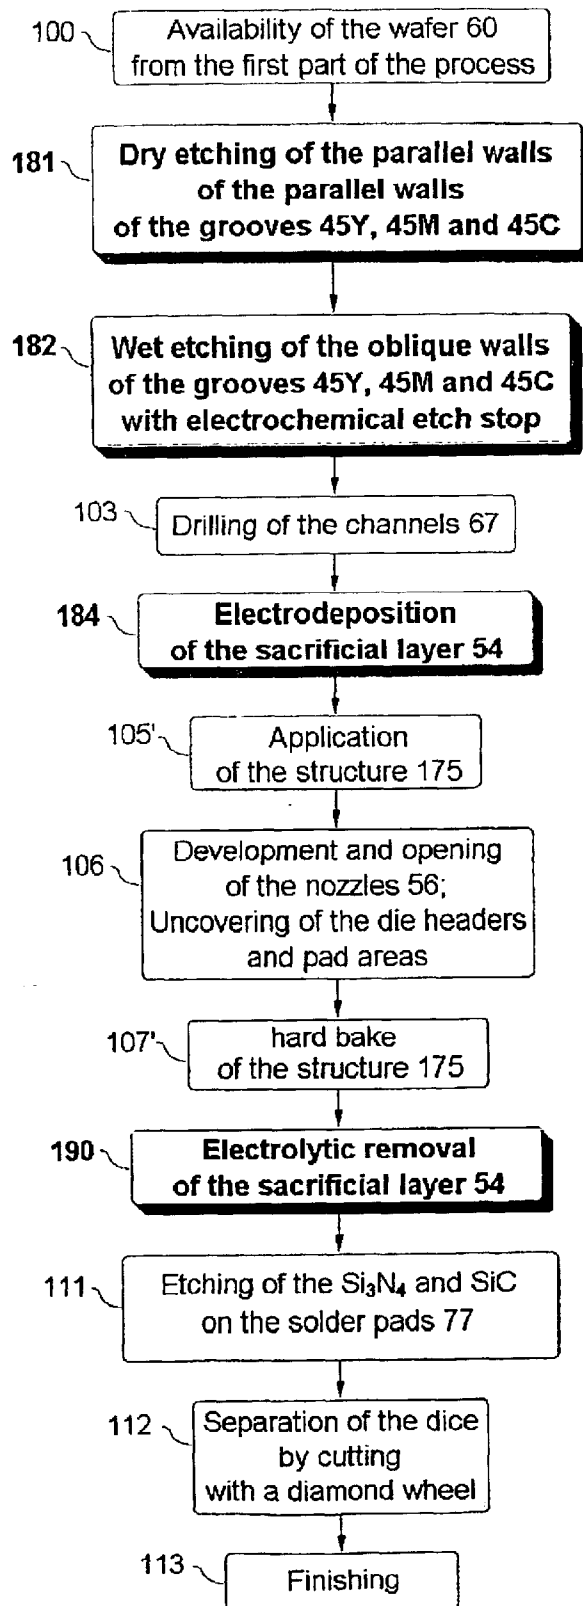 100
Availability of the wafer 60
from the first part of the process
181
Dry etching of the parallel walls
of the parallel walls
of the grooves 45Y, 45M and 45C
182
Wet etching of the oblique walls
of the grooves 45Y, 45M and 45C
with electrochemical etch stop
103
Drilling of the channels 67
184
Electrodeposition
of the sacrificial layer 54
105'
Application
of the structure 175
106
Development and opening
of the nozzles 56;
Uncovering of the die headers
and pad areas
107'
hard bake
of the structure 175
190
Electrolytic removal
of the sacrificial layer 54
111
Etching of the Si₃N₄ and SiC
on the solder pads 77
112
Separation of the dice
by cutting
with a diamond wheel
113
Finishing